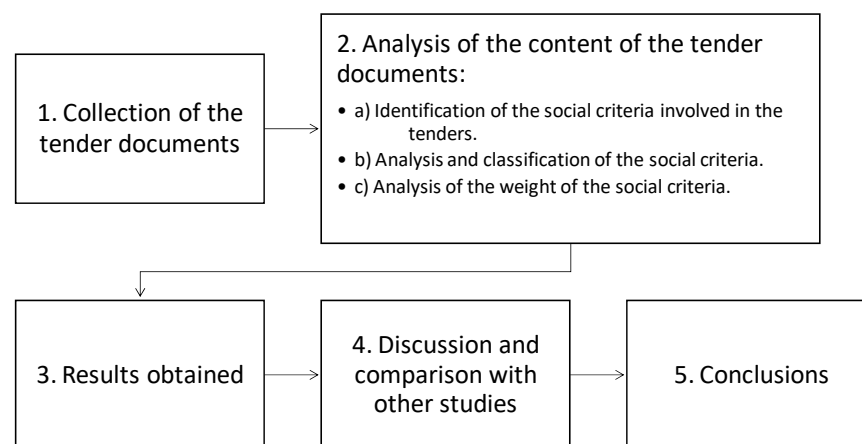 1. Collection of the
tender documents
2. Analysis of the content of the tender
documents:
• a) Identification of the social criteria involved in the
tenders.
• b) Analysis and classification of the social criteria.
• c) Analysis of the weight of the social criteria.
3. Results obtained
4. Discussion and
comparison with
other studies
5. Conclusions